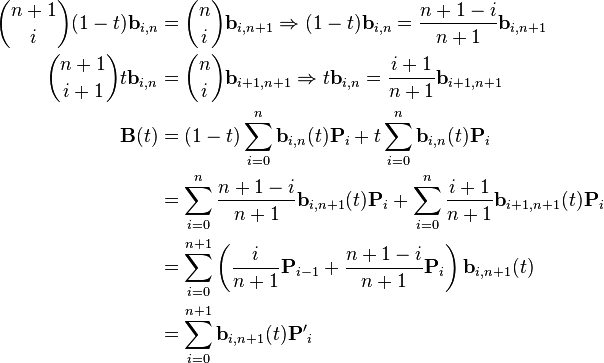 \binom{n+1}{i}(1-t)\mathbf{b}_{i,n} = \binom{n}{i}\mathbf{b}_{i,n+1} \Rightarrow (1-t)\mathbf{b}_{i,n} = \frac{n+1-i}{n+1}\mathbf{b}_{i,n+1}
\binom{n+1}{i+1}t\mathbf{b}_{i,n} = \binom{n}{i}\mathbf{b}_{i+1,n+1} \Rightarrow t\mathbf{b}_{i,n} = \frac{i+1}{n+1}\mathbf{b}_{i+1,n+1}
\mathbf{B}(t) = (1-t)\sum_{i=0}^{n}\mathbf{b}_{i,n}(t)\mathbf{P}_i + t\sum_{i=0}^{n}\mathbf{b}_{i,n}(t)\mathbf{P}_i
= \sum_{i=0}^{n}\frac{n+1-i}{n+1}\mathbf{b}_{i,n+1}(t)\mathbf{P}_i + \sum_{i=0}^{n}\frac{i+1}{n+1}\mathbf{b}_{i+1,n+1}(t)\mathbf{P}_i
= \sum_{i=0}^{n+1}\left(\frac{i}{n+1}\mathbf{P}_{i-1} + \frac{n+1-i}{n+1}\mathbf{P}_i\right)\mathbf{b}_{i,n+1}(t)
= \sum_{i=0}^{n+1}\mathbf{b}_{i,n+1}(t)\mathbf{P'}_i